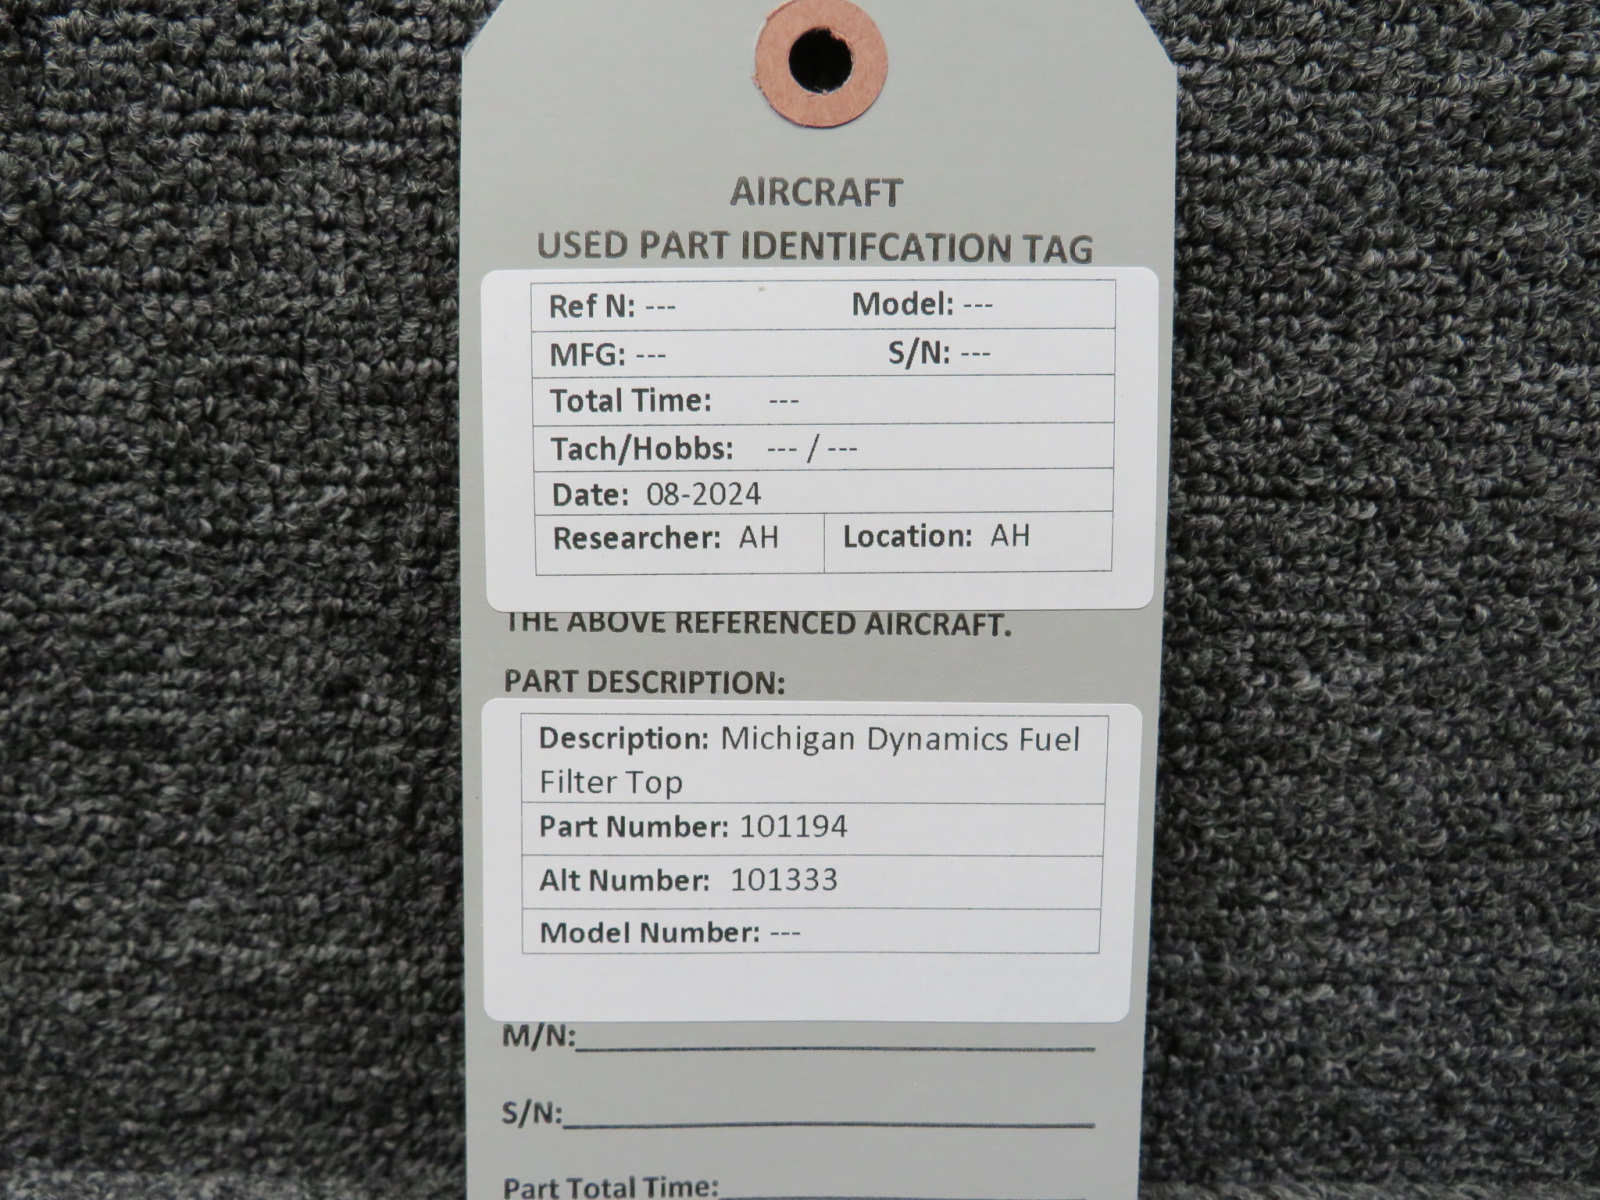 AIRCRAFT
USED PART IDENTIFCATION TAG
Ref N: --- Model: ---
MFG: --- S/N: ---
Total Time: ---
Tach/Hobbs: --- / ---
Date: 08-2024
Researcher: AH Location: AH
THE ABOVE REFERENCED AIRCRAFT.
PART DESCRIPTION:
Description: Michigan Dynamics Fuel
Filter Top
Part Number: 101194
Alt Number: 101333
Model Number: ---
M/N:
S/N:
Part Total Time: